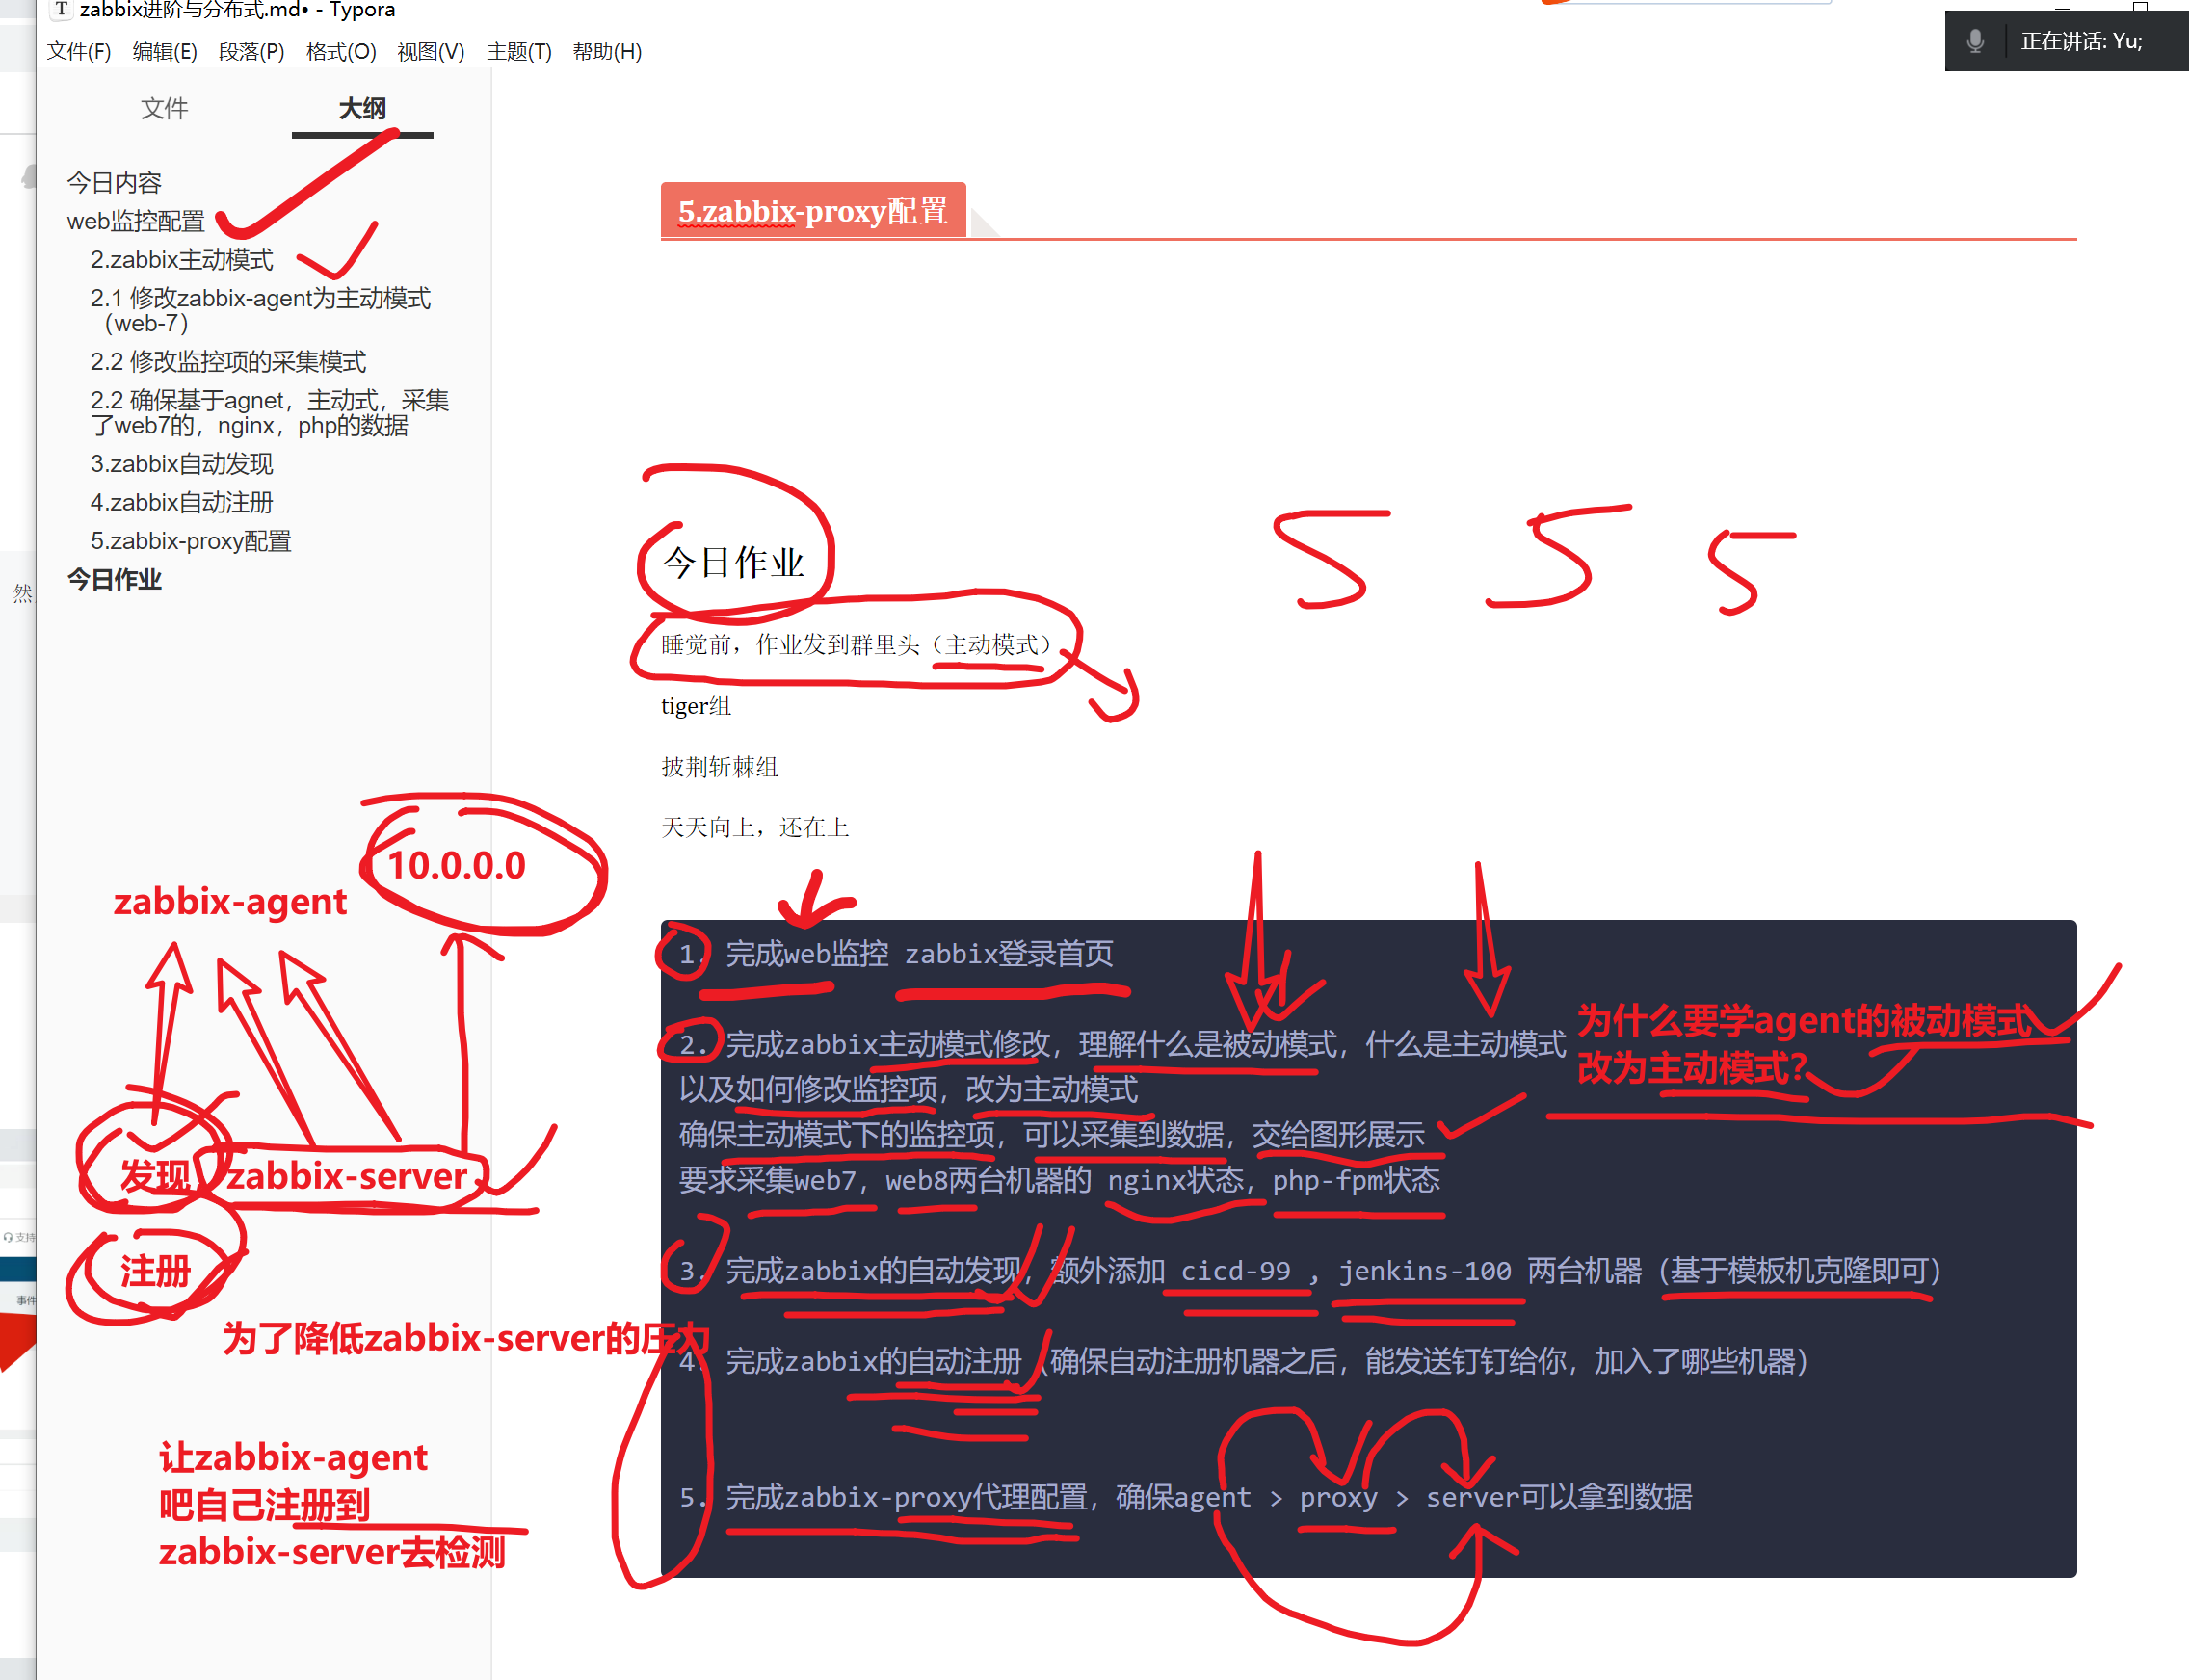 zabbix进阶与分布式.md• - Typora
正在讲话: Yu;
文件(F) 编辑(E) 段落(P) 格式(O) 视图(V) 主题(T) 帮助(H)
文件 大纲
今日内容
web监控配置
2.zabbix主动模式
2.1 修改zabbix-agent为主动模式
（web-7）
2.2 修改监控项的采集模式
2.2 确保基于agnet，主动式，采集
了web7的，nginx，php的数据
3.zabbix自动发现
4.zabbix自动注册
5.zabbix-proxy配置
今日作业
然
支持
事件
5.zabbix-proxy配置
5 5 5
今日作业
睡觉前，作业发到群里头（主动模式）
tiger组
披荆斩棘组
天天向上，还在上
10.0.0.0
zabbix-agent
发现 zabbix-server
注册
为了降低zabbix-server的压力
让zabbix-agent
吧自己注册到
zabbix-server去检测
1. 完成web监控 zabbix登录首页
2. 完成zabbix主动模式修改，理解什么是被动模式，什么是主动模式
以及如何修改监控项，改为主动模式
确保主动模式下的监控项，可以采集到数据，交给图形展示
要求采集web7，web8两台机器的 nginx状态，php-fpm状态
为什么要学agent的被动模式
改为主动模式?
3. 完成zabbix的自动发现，额外添加 cicd-99 , jenkins-100 两台机器（基于模板机克隆即可）
4. 完成zabbix的自动注册（确保自动注册机器之后，能发送钉钉给你，加入了哪些机器）
5. 完成zabbix-proxy代理配置，确保agent > proxy > server可以拿到数据